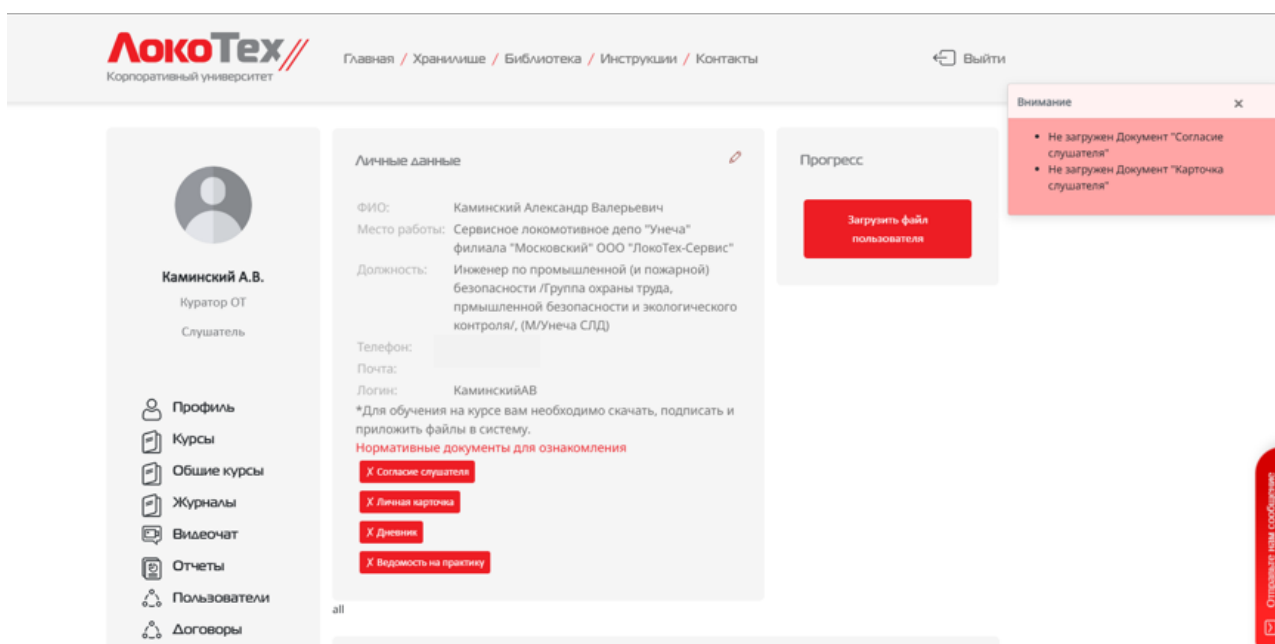 ЛокоТех
Корпоративный университет
Главная / Хранилище / Библиотека / Инструкции / Контакты
Выйти
Внимание
Не загружен Документ "Согласие
слушателя"
Не загружен Документ "Карточка
слушателя"
Каминский А.В.
Куратор ОТ
Слушатель
Профиль
Курсы
Общие курсы
Журналы
Видеочат
Отчеты
Пользователи
Договоры
Личные данные
ФИО: Каминский Александр Валерьевич
Место работы: Сервисное локомотивное депо "Унеча"
филиала "Московский" ООО "ЛокоТех-Сервис"
Должность: Инженер по промышленной (и пожарной)
безопасности /Группа охраны труда,
прмышленной безопасности и экологического
контроля/, (М/Унеча СЛД)
Телефон:
Почта:
Логин: КаминскийАВ
*Для обучения на курсе вам необходимо скачать, подписать и
приложить файлы в систему.
Нормативные документы для ознакомления
X Согласие слушателя
X Личная карточка
X Дневник
X Ведомость на практику
all
Прогресс
Загрузить файл
пользователя
Отправьте нам сообщение